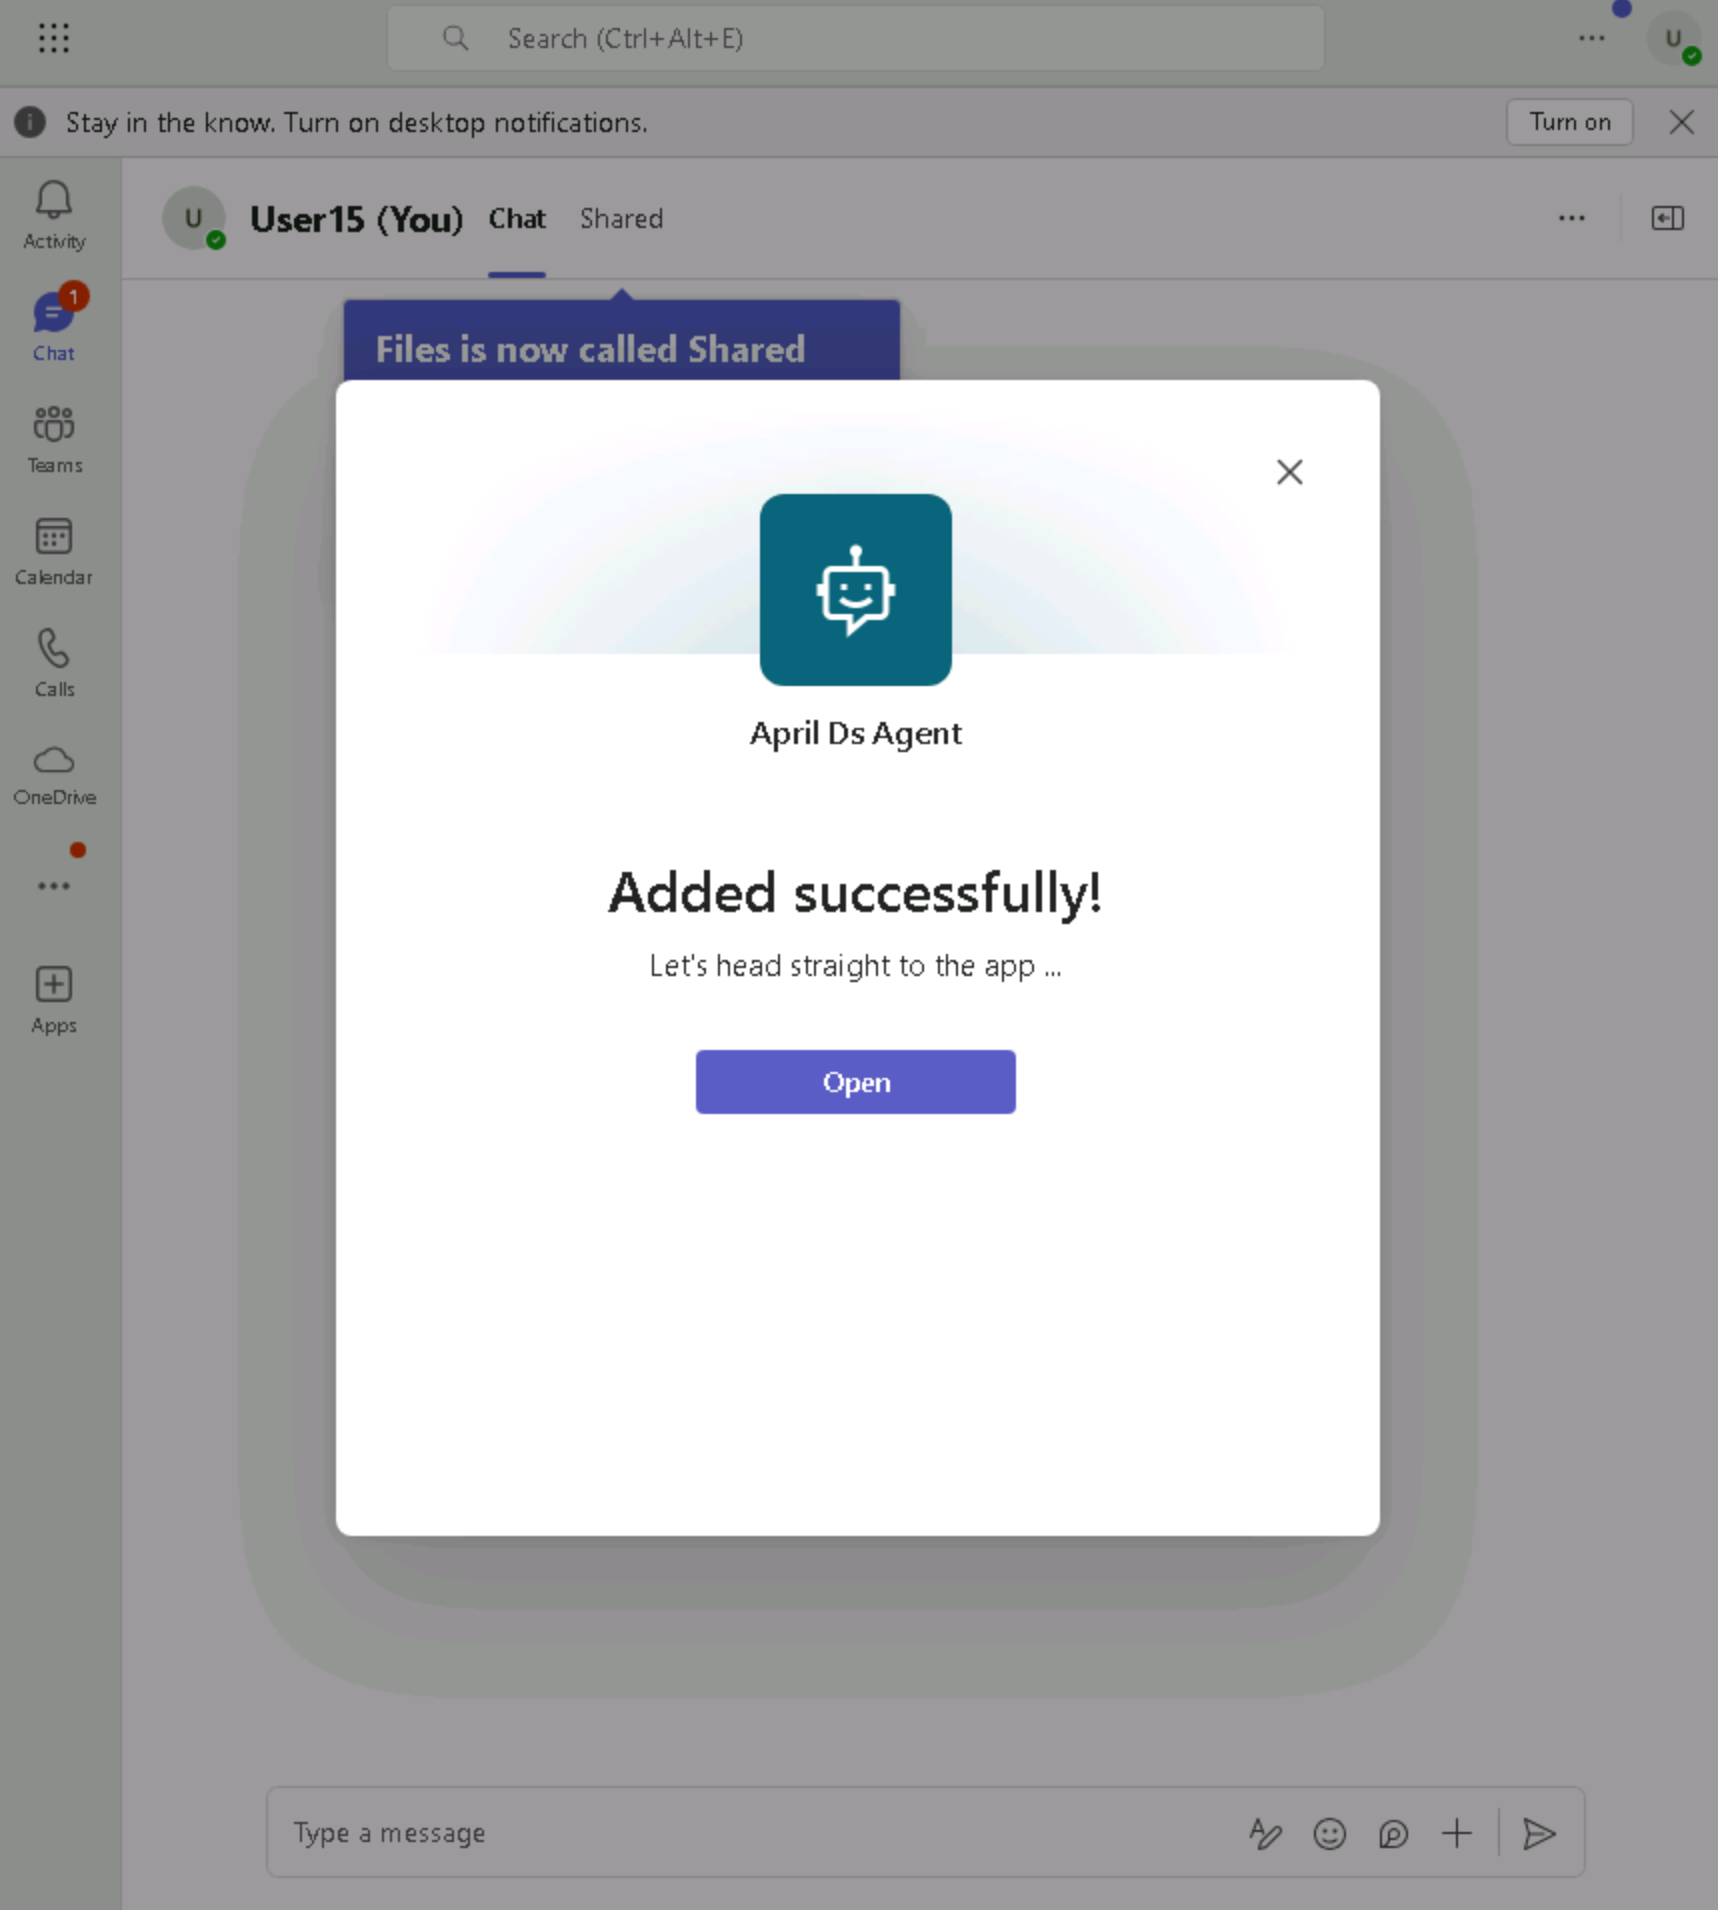 Search (Ctrl+Alt+E)
U
Stay in the know. Turn on desktop notifications.
Turn on
Activity
1
Chat
Teams
Calendar
Calls
OneDrive
Apps
U
User15 (You)
Chat
Shared
Files is now called Shared
April Ds Agent
Added successfully!
Let's head straight to the app ...
Open
Type a message